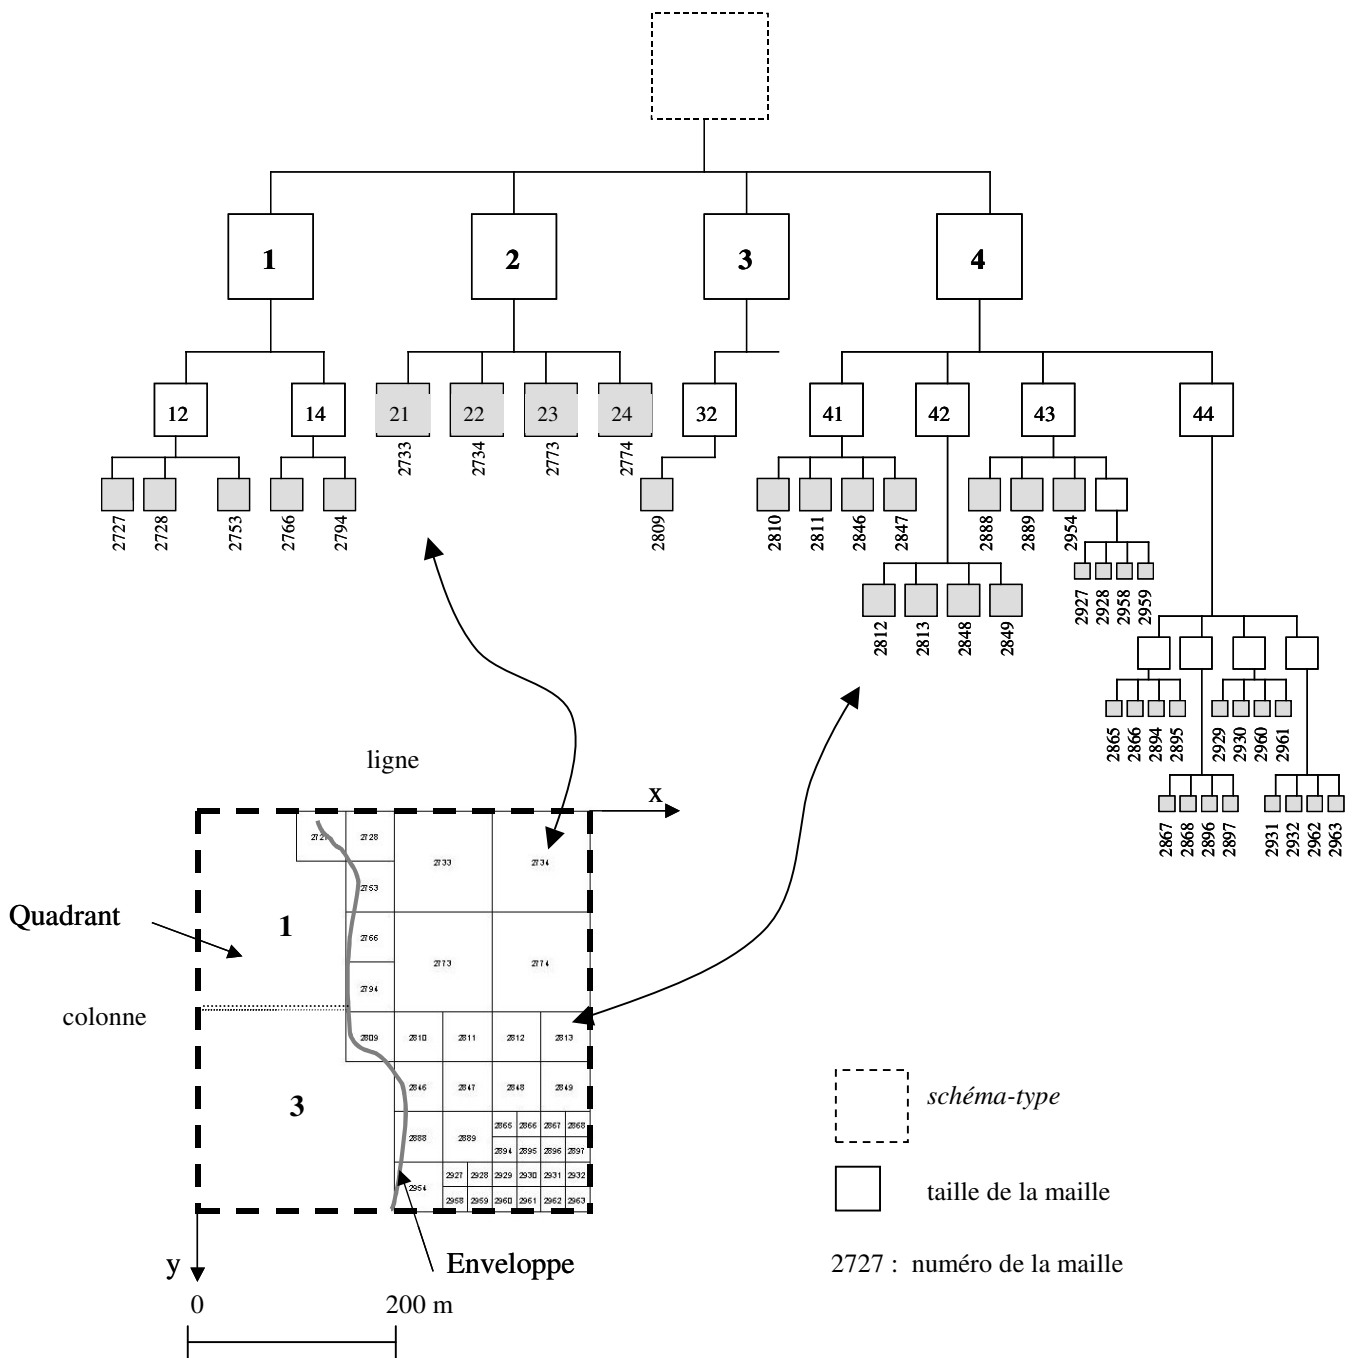 1 2 3 4
12 14 21 22 23 24 32 41 42 43 44
2733 2734 2773 2774
2727 2728 2753 2766 2794 2809 2810 2811 2846 2847 2888 2889 2954
2927 2928 2958 2959
2812 2813 2848 2849
2865 2866 2894 2895 2929 2930 2960 2961
2867 2868 2896 2897 2931 2932 2962 2963
ligne
x
2727 2728
2733 2734
2753
Quadrant
1
2766
2773 2774
2794
colonne
2809 2810 2811 2812 2813
2846 2847 2848 2849
3
schéma-type
2865 2866 2867 2868
2888 2889
2894 2895 2896 2897
2927 2928 2929 2930 2931 2932
2954
2958 2959 2960 2961 2962 2963
taille de la maille
Enveloppe
2727 : numéro de la maille
y
0 200 m